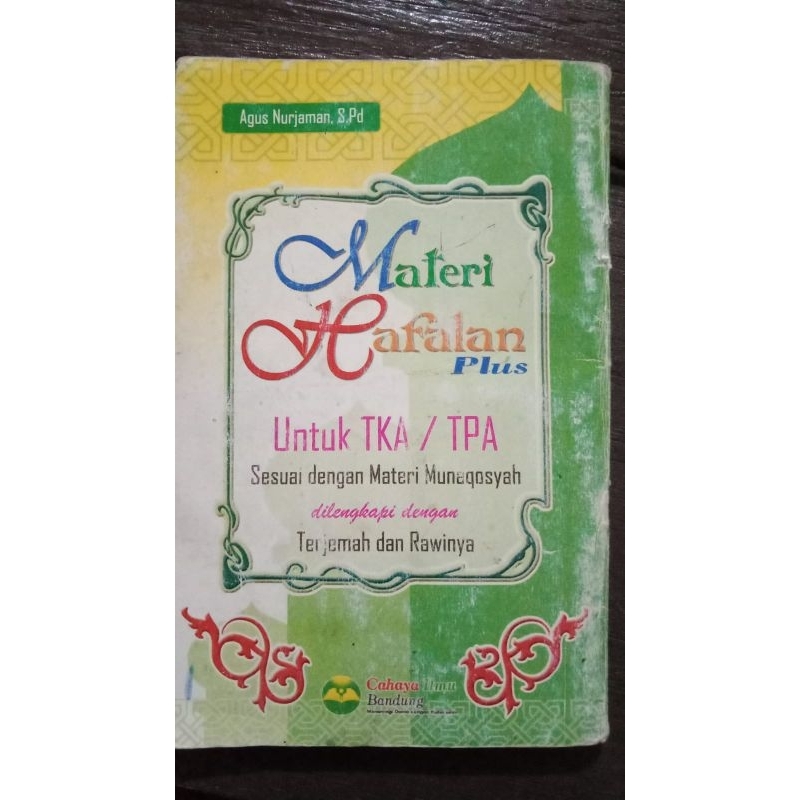 Agus Nurjaman, S.Pd
Materi
Hafalan
Plus
Untuk TKA / TPA
Sesuai dengan Materi Munaqosyah
dilengkapi dengan
Terjemah dan Rawinya
Cahaya Ilmu
Bandung